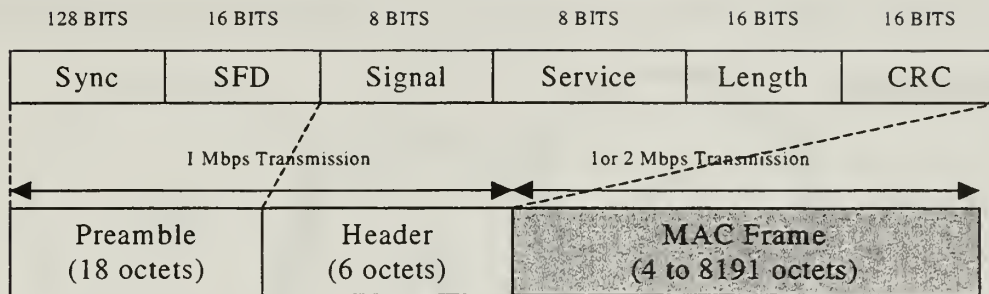 128 BITS 16 BITS 8 BITS 8 BITS 16 BITS 16 BITS
Sync SFD Signal Service Length CRC
1 Mbps Transmission 1or 2 Mbps Transmission
Preamble Header MAC Frame
(18 octets) (6 octets) (4 to 8191 octets)